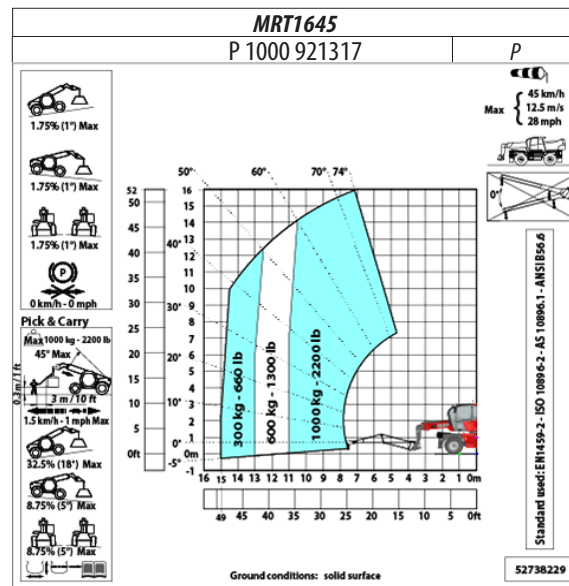 MRT1645
P 1000 921317
P
1.75% (1°) Max
1.75% (1°) Max
1.75% (1°) Max
P
0 km/h - 0 mph
Pick & Carry
Max 1000 kg - 2200 lb
45° Max
0.3 m / 1 ft
3 m / 10 ft
1.5 km/h - 1 mph Max
32.5% (18°) Max
8.75% (5°) Max
8.75% (5°) Max
Max
45 km/h
12.5 m/s
28 mph
0°
50°
60°
70°
74°
40°
30°
20°
10°
0°
-5°
52
50
45
40
35
30
25
20
15
10
5
0ft
16
15
14
13
12
11
10
9
8
7
6
5
4
3
2
1
0m
-1
300 kg - 660 lb
600 kg - 1300 lb
1000 kg - 2200 lb
16 15 14 13 12 11 10 9 8 7 6 5 4 3 2 1 0m
49 45 40 35 30 25 20 15 10 5 0ft
Standard used: EN1459-2 - ISO 10896-2 - AS 10896.1 - ANSI B56.6
Ground conditions: solid surface
52738229